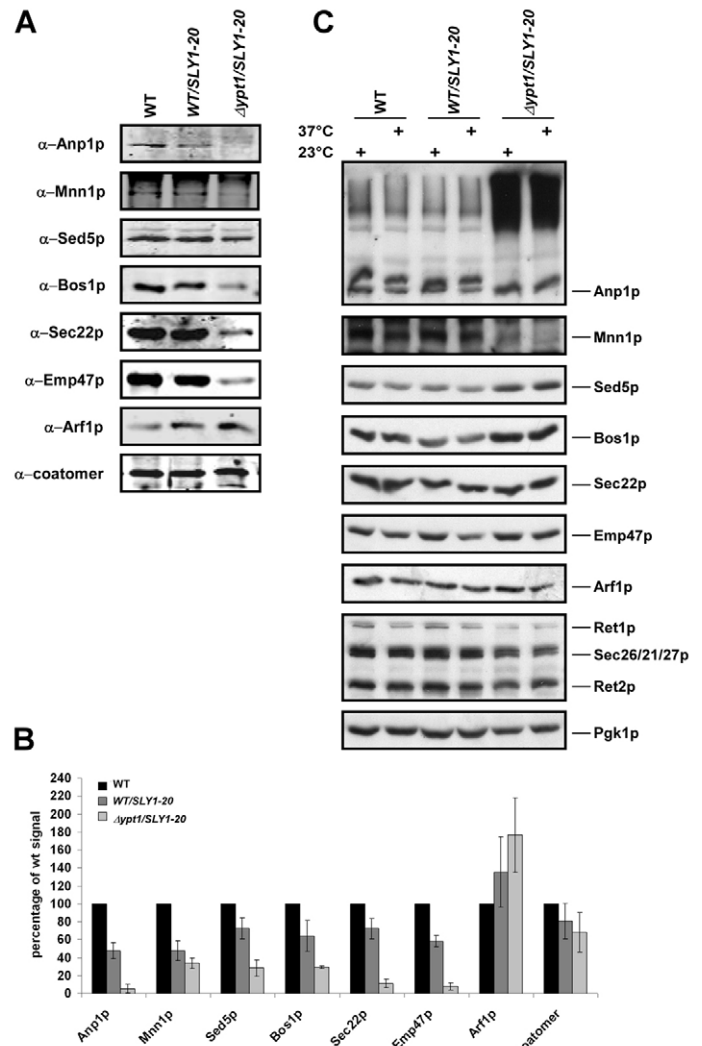 A
WT
WT/SLY1-20
Δypt1/SLY1-20
α–Anp1p
α–Mnn1p
α–Sed5p
α–Bos1p
α–Sec22p
α–Emp47p
α–Arf1p
α–coatomer
C
WT
WT/SLY1-20
Δypt1/SLY1-20
37°C + + +
23°C + + +
Anp1p
Mnn1p
Sed5p
Bos1p
Sec22p
Emp47p
Arf1p
Ret1p
Sec26/21/27p
Ret2p
Pgk1p
B
percentage of wt signal
240
220
200
180
160
140
120
100
80
60
40
20
0
WT
WT/SLY1-20
Δypt1/SLY1-20
Anp1p
Mnn1p
Sed5p
Bos1p
Sec22p
Emp47p
Arf1p
oatomer